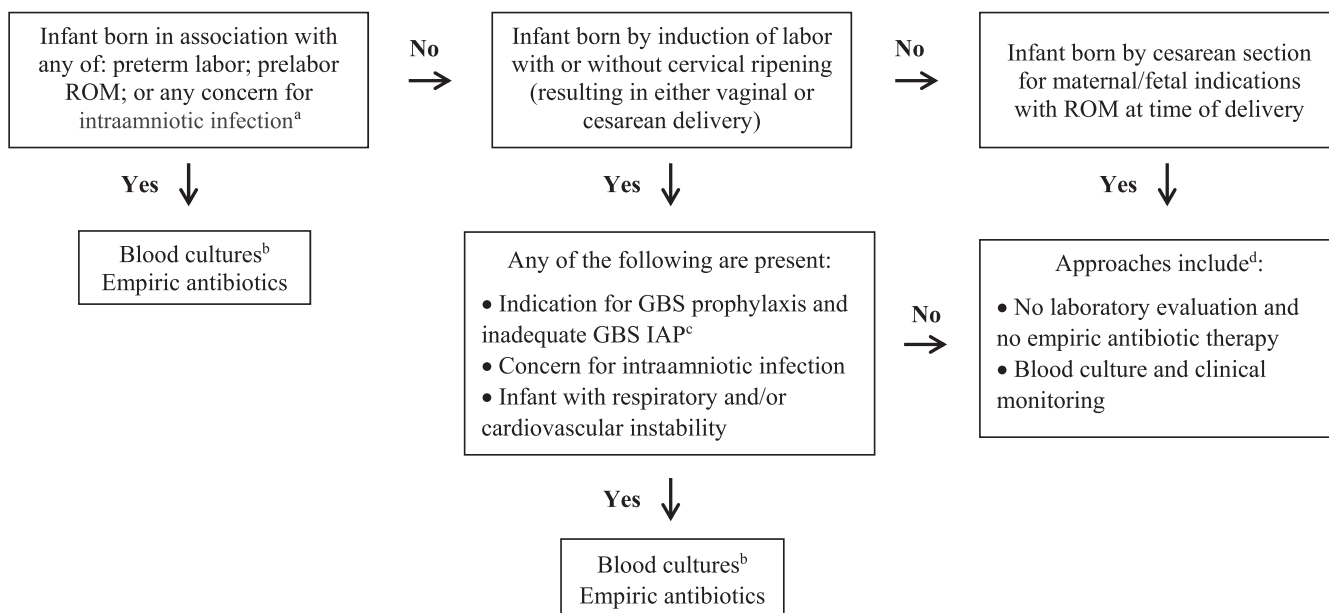 Infant born in association with
any of: preterm labor; prelabor
ROM; or any concern for
intraamniotic infectionᵃ
No
Infant born by induction of labor
with or without cervical ripening
(resulting in either vaginal or
cesarean delivery)
No
Infant born by cesarean section
for maternal/fetal indications
with ROM at time of delivery
Yes
Yes
Yes
Blood culturesᵇ
Empiric antibiotics
Any of the following are present:
• Indication for GBS prophylaxis and
inadequate GBS IAPᶜ
• Concern for intraamniotic infection
• Infant with respiratory and/or
cardiovascular instability
No
Approaches includeᵈ:
• No laboratory evaluation and
no empiric antibiotic therapy
• Blood culture and clinical
monitoring
Yes
Blood culturesᵇ
Empiric antibiotics